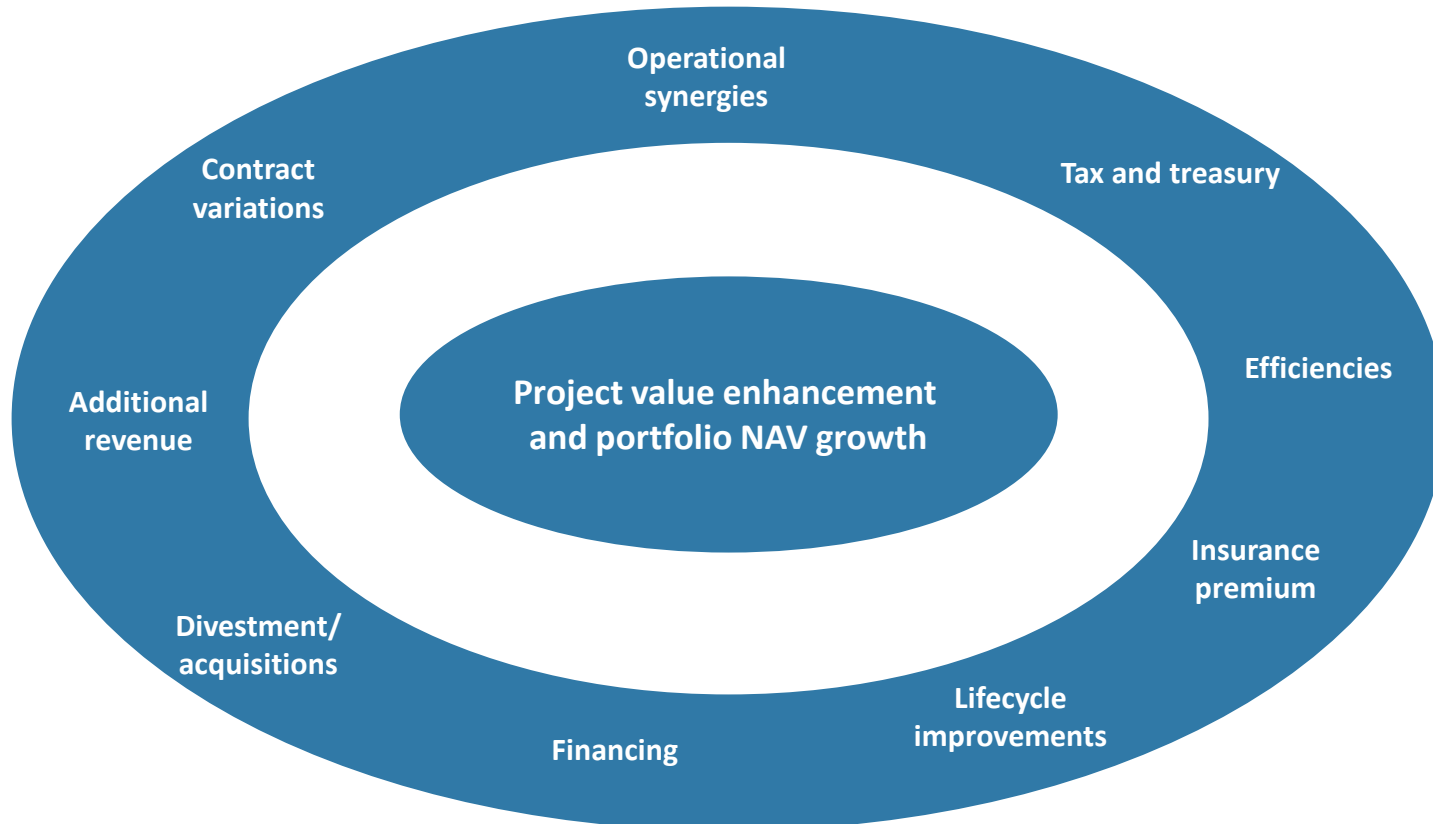 Operational
synergies
Contract
variations
Tax and treasury
Efficiencies
Additional
revenue
Project value enhancement
and portfolio NAV growth
Insurance
premium
Divestment/
acquisitions
Lifecycle
improvements
Financing